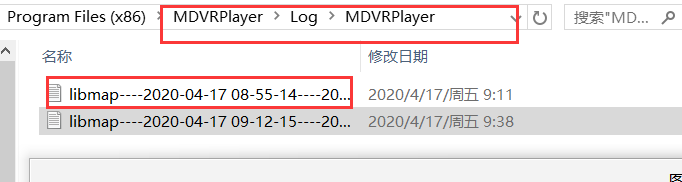 Program Files (x86) > MDVRPlayer > Log > MDVRPlayer 搜索"MD...
名称 修改日期
libmap----2020-04-17 08-55-14----20... 2020/4/17/周五 9:11
libmap----2020-04-17 09-12-15----20... 2020/4/17/周五 9:38